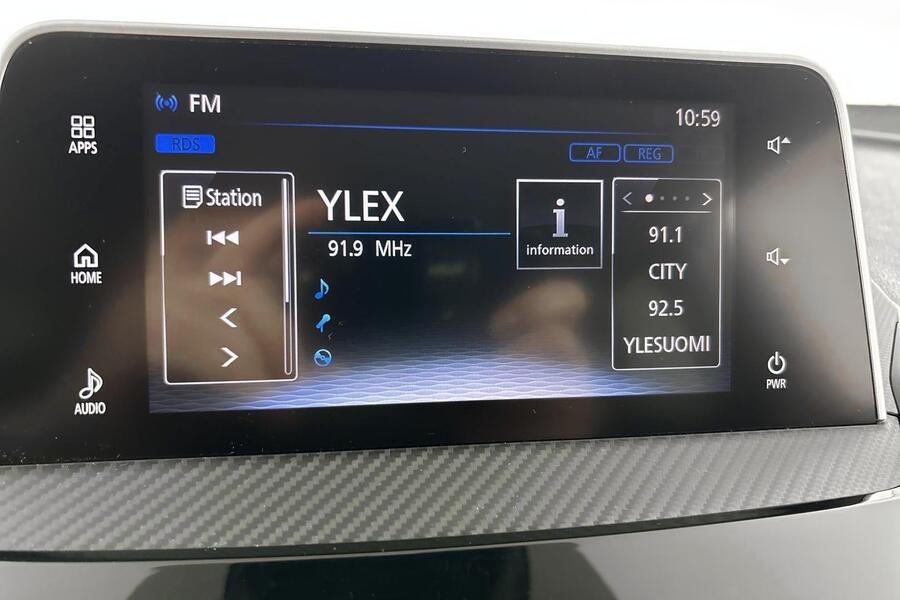 FM
10:59
RDS
AF REG
APPS
Station
YLEX
91.9 MHz
information
91.1
CITY
92.5
YLESUOMI
HOME
AUDIO
PWR